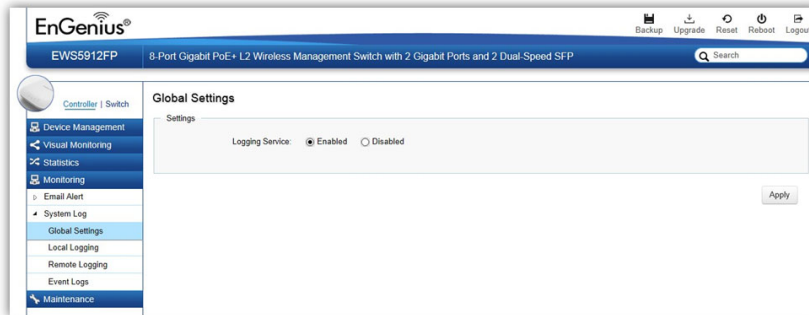 EnGenius®
Backup Upgrade Reset Reboot Logout
EWS5912FP
8-Port Gigabit PoE+ L2 Wireless Management Switch with 2 Gigabit Ports and 2 Dual-Speed SFP
Search
Controller | Switch
Device Management
Visual Monitoring
Statistics
Monitoring
Email Alert
System Log
Global Settings
Local Logging
Remote Logging
Event Logs
Maintenance
Global Settings
Settings
Logging Service: Enabled Disabled
Apply